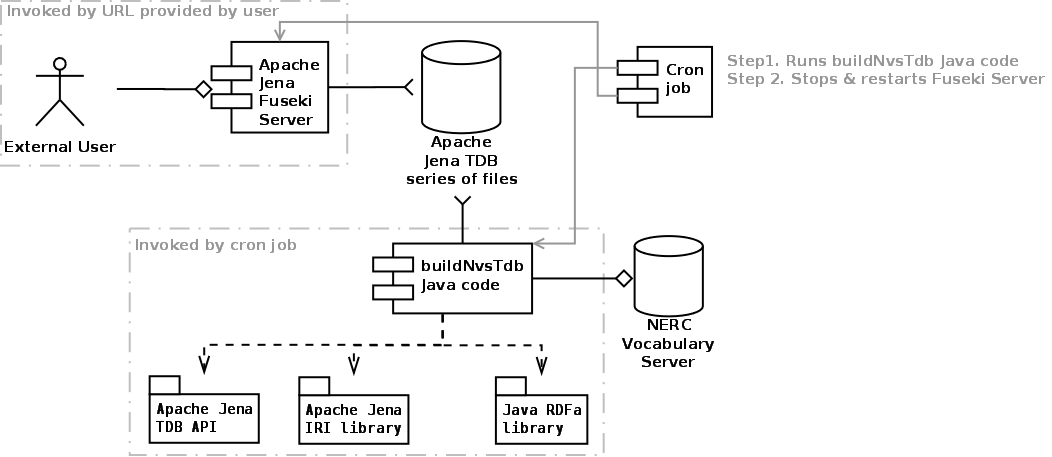 Invoked by URL provided by user
External User
Apache
Jena
Fuseki
Server
Apache
Jena TDB
series of files
Cron
job
Step1. Runs buildNvsTdb Java code
Step 2. Stops & restarts Fuseki Server
Invoked by cron job
buildNvsTdb
Java code
NERC
Vocabulary
Server
Apache Jena
TDB API
Apache Jena
IRI library
Java RDFa
library